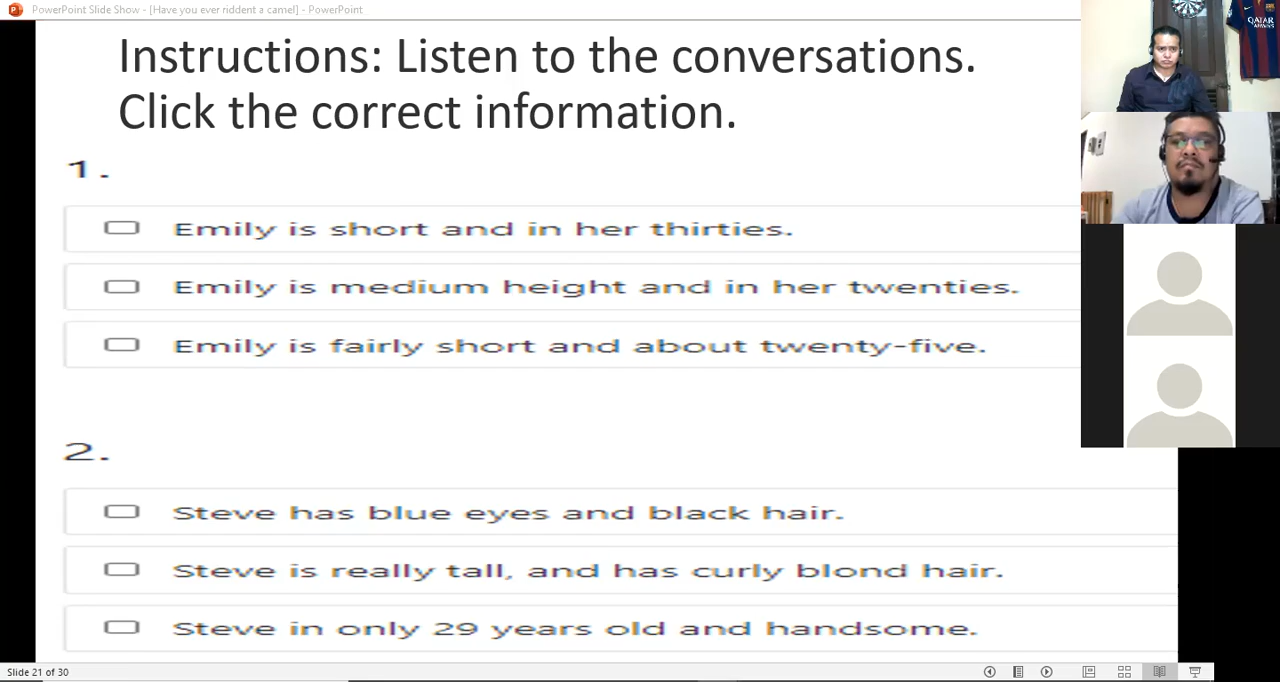 PowerPoint Slide Show - [Have you ever riddent a camel] - PowerPoint
Instructions: Listen to the conversations.
Click the correct information.
1.
Emily is short and in her thirties.
Emily is medium height and in her twenties.
Emily is fairly short and about twenty-five.
2.
Steve has blue eyes and black hair.
Steve is really tall, and has curly blond hair.
Steve in only 29 years old and handsome.
Slide 21 of 30
QATAR
AIRWAYS